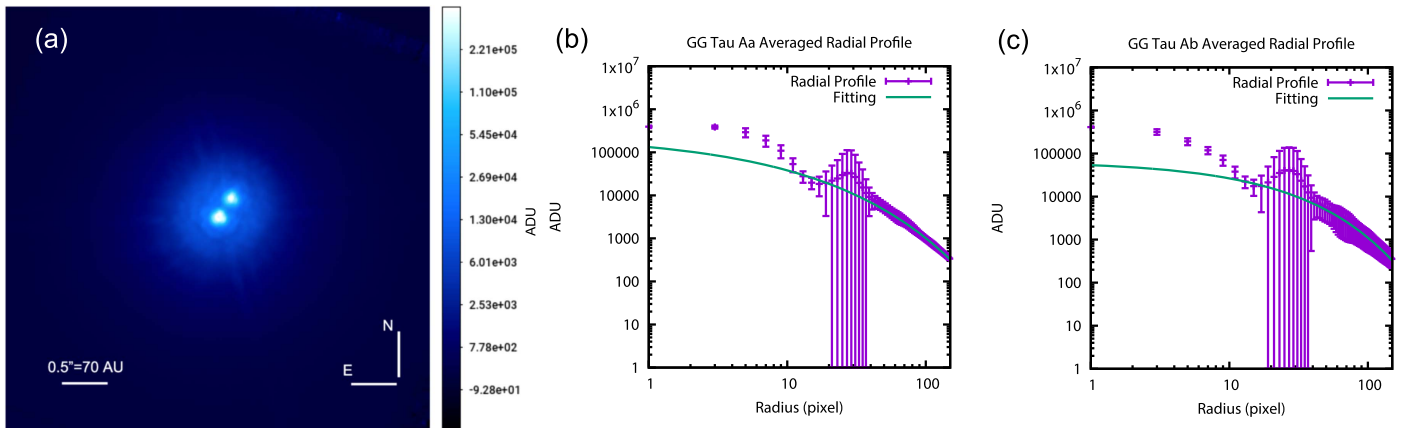 (a)
0.5"=70 AU
N
E
2.21e+05
1.10e+05
5.45e+04
2.69e+04
1.30e+04
6.01e+03
2.53e+03
7.78e+02
-9.28e+01
ADU
(b)
GG Tau Aa Averaged Radial Profile
Radial Profile
Fitting
1x10⁷
1x10⁶
100000
10000
1000
100
10
1
ADU
1
10
100
Radius (pixel)
(c)
GG Tau Ab Averaged Radial Profile
Radial Profile
Fitting
1x10⁷
1x10⁶
100000
10000
1000
100
10
1
ADU
1
10
100
Radius (pixel)